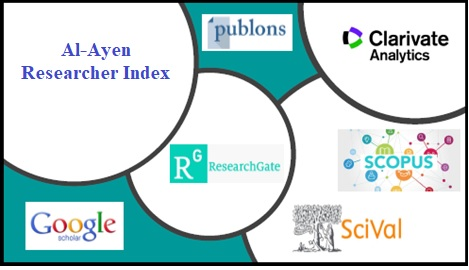 Al-Ayen
Researcher Index
publons
Clarivate
Analytics
RG ResearchGate
SCOPUS
Google
scholar
SciVal